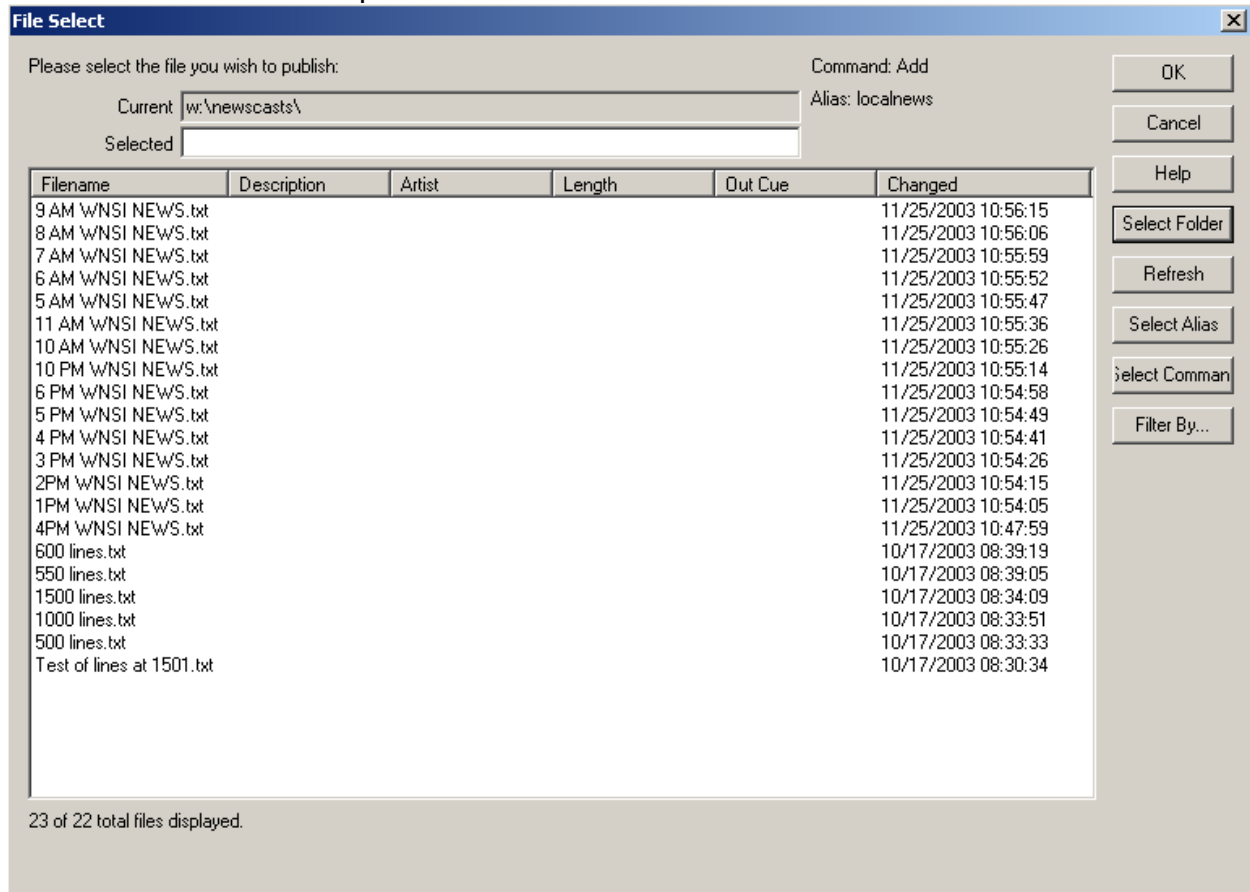 File Select
Please select the file you wish to publish:
Command: Add
OK
Current w:\newscasts\
Alias: localnews
Cancel
Selected
Help
Filename Description Artist Length Out Cue Changed
9 AM WNSI NEWS.txt 11/25/2003 10:56:15
Select Folder
8 AM WNSI NEWS.txt 11/25/2003 10:56:06
7 AM WNSI NEWS.txt 11/25/2003 10:55:59
Refresh
6 AM WNSI NEWS.txt 11/25/2003 10:55:52
5 AM WNSI NEWS.txt 11/25/2003 10:55:47
Select Alias
11 AM WNSI NEWS.txt 11/25/2003 10:55:36
10 AM WNSI NEWS.txt 11/25/2003 10:55:26
10 PM WNSI NEWS.txt 11/25/2003 10:55:14
Select Comman
6 PM WNSI NEWS.txt 11/25/2003 10:54:58
5 PM WNSI NEWS.txt 11/25/2003 10:54:49
Filter By...
4 PM WNSI NEWS.txt 11/25/2003 10:54:41
3 PM WNSI NEWS.txt 11/25/2003 10:54:26
2PM WNSI NEWS.txt 11/25/2003 10:54:15
1PM WNSI NEWS.txt 11/25/2003 10:54:05
4PM WNSI NEWS.txt 11/25/2003 10:47:59
600 lines.txt 10/17/2003 08:39:19
550 lines.txt 10/17/2003 08:39:05
1500 lines.txt 10/17/2003 08:34:09
1000 lines.txt 10/17/2003 08:33:51
500 lines.txt 10/17/2003 08:33:33
Test of lines at 1501.txt 10/17/2003 08:30:34
23 of 22 total files displayed.